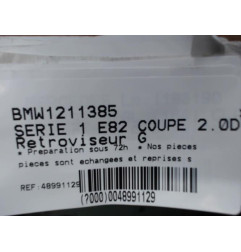 BMW1211385
SERIE 1 E82 COUPE 2.0D
Retroviseur G
* Preparation sous 72h * Nos pieces
pieces sont echangees et reprises s
REF:48991129
(7000)0048991129